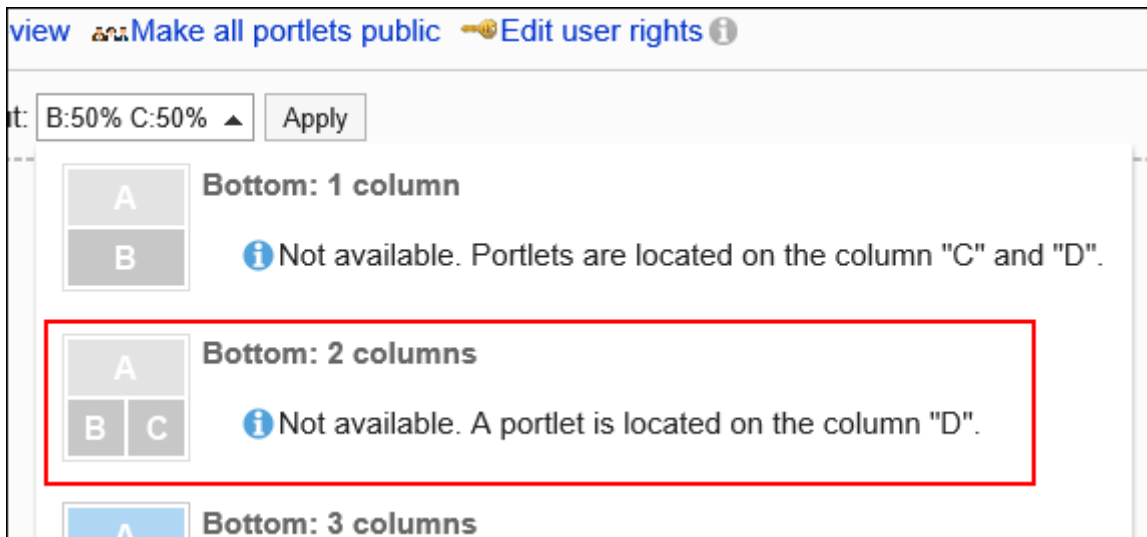 view Make all portlets public Edit user rights
B:50% C:50% Apply
A
Bottom: 1 column
B
Not available. Portlets are located on the column "C" and "D".
A
Bottom: 2 columns
B C
Not available. A portlet is located on the column "D".
A
Bottom: 3 columns